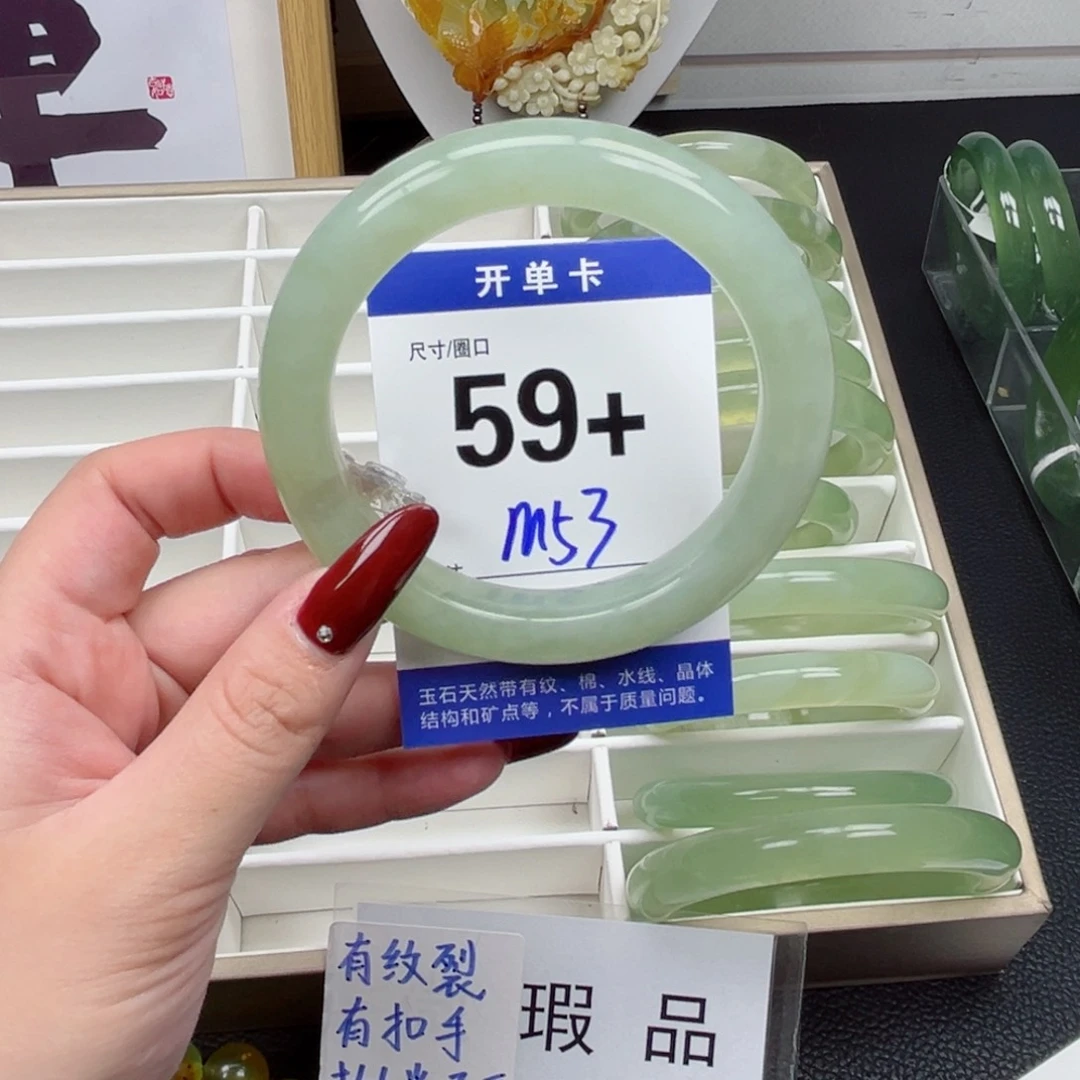 开单卡
尺寸/圈口
59+
m53
玉石天然带有纹、棉、水线、晶体
结构和矿点等，不属于质量问题。
有纹裂
有扣手
瑕品